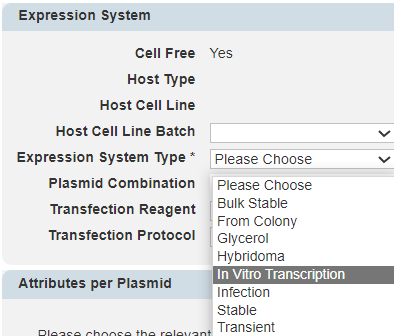 Expression System
Cell Free Yes
Host Type
Host Cell Line
Host Cell Line Batch
Expression System Type * Please Choose
Plasmid Combination Please Choose
Bulk Stable
Transfection Reagent From Colony
Glycerol
Transfection Protocol Hybridoma
In Vitro Transcription
Attributes per Plasmid Infection
Stable
Please choose the relevant Transient